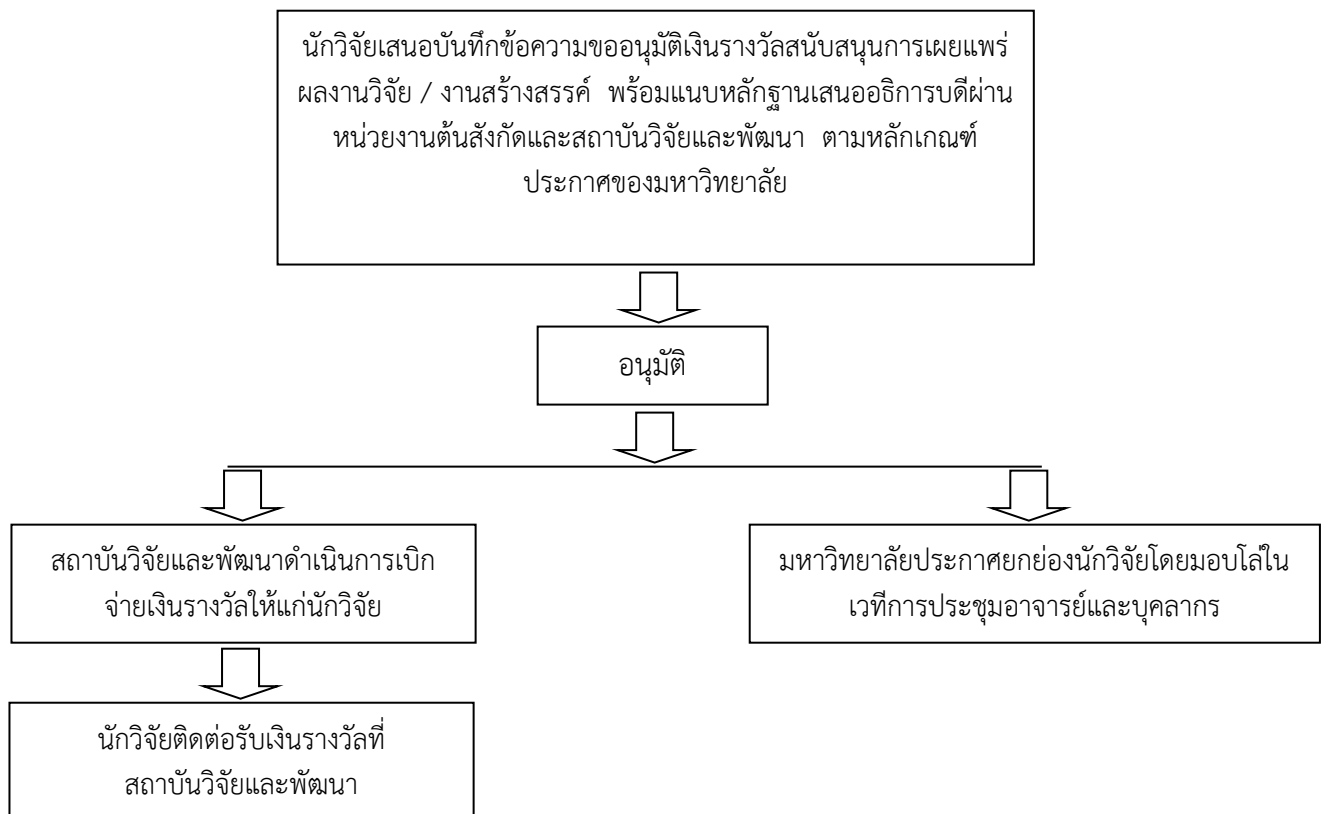 นักวิจัยเสนอบันทึกข้อความขออนุมัติเงินรางวัลสนับสนุนการเผยแพร่
ผลงานวิจัย / งานสร้างสรรค์ พร้อมแนบหลักฐานเสนออธิการบดีผ่าน
หน่วยงานต้นสังกัดและสถาบันวิจัยและพัฒนา ตามหลักเกณฑ์
ประกาศของมหาวิทยาลัย
อนุมัติ
สถาบันวิจัยและพัฒนาดำเนินการเบิก
จ่ายเงินรางวัลให้แก่นักวิจัย
มหาวิทยาลัยประกาศยกย่องนักวิจัยโดยมอบโล่ใน
เวทีการประชุมอาจารย์และบุคลากร
นักวิจัยติดต่อรับเงินรางวัลที่
สถาบันวิจัยและพัฒนา